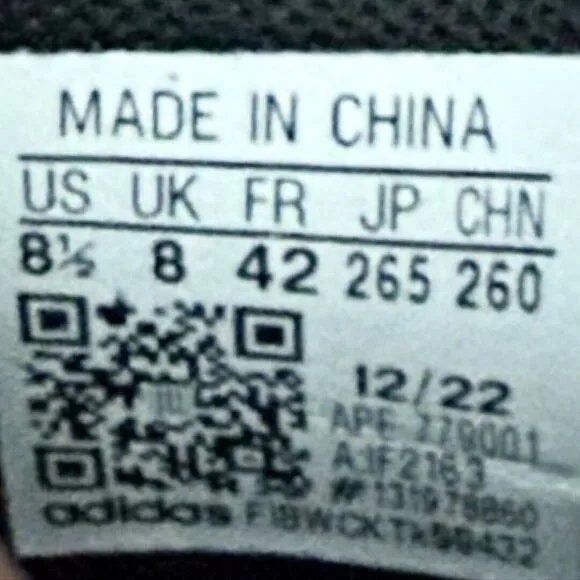 MADE IN CHINA
US UK FR JP CHN
8½ 8 42 265 260
12/22
APE 779001
A:IF2163
#131978860
adidas